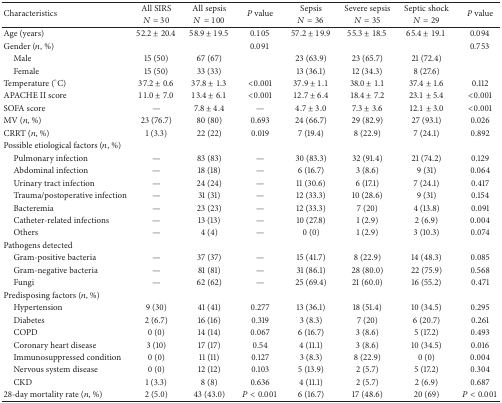 Characteristics All SIRS All sepsis P value Sepsis Severe sepsis Septic shock P value
N = 30 N = 100 N = 36 N = 35 N = 29
Age (years) 52.2 ± 20.4 58.9 ± 19.5 0.105 57.2 ± 19.9 55.3 ± 18.5 65.4 ± 19.1 0.094
Gender (n, %) 0.091 0.753
Male 15 (50) 67 (67) 23 (63.9) 23 (65.7) 21 (72.4)
Female 15 (50) 33 (33) 13 (36.1) 12 (34.3) 8 (27.6)
Temperature (°C) 37.2 ± 0.6 37.8 ± 1.3 <0.001 37.9 ± 1.1 38.0 ± 1.1 37.4 ± 1.6 0.112
APACHE II score 11.0 ± 7.0 13.4 ± 6.1 <0.001 12.7 ± 6.4 18.4 ± 7.2 23.1 ± 5.4 <0.001
SOFA score — 7.8 ± 4.4 — 4.7 ± 3.0 7.3 ± 3.6 12.1 ± 3.0 <0.001
MV (n, %) 23 (76.7) 80 (80) 0.693 24 (66.7) 29 (82.9) 27 (93.1) 0.026
CRRT (n, %) 1 (3.3) 22 (22) 0.019 7 (19.4) 8 (22.9) 7 (24.1) 0.892
Possible etiological factors (n, %)
Pulmonary infection — 83 (83) — 30 (83.3) 32 (91.4) 21 (74.2) 0.129
Abdominal infection — 18 (18) — 6 (16.7) 3 (8.6) 9 (31) 0.064
Urinary tract infection — 24 (24) — 11 (30.6) 6 (17.1) 7 (24.1) 0.417
Trauma/postoperative infection — 31 (31) — 12 (33.3) 10 (28.6) 9 (31) 0.154
Bacteremia — 23 (23) — 12 (33.3) 7 (20) 4 (13.8) 0.091
Catheter-related infections — 13 (13) — 10 (27.8) 1 (2.9) 2 (6.9) 0.004
Others — 4 (4) — 0 (0) 1 (2.9) 3 (10.3) 0.074
Pathogens detected
Gram-positive bacteria — 37 (37) — 15 (41.7) 8 (22.9) 14 (48.3) 0.085
Gram-negative bacteria — 81 (81) — 31 (86.1) 28 (80.0) 22 (75.9) 0.568
Fungi — 62 (62) — 25 (69.4) 21 (60.0) 16 (55.2) 0.471
Predisposing factors (n, %)
Hypertension 9 (30) 41 (41) 0.277 13 (36.1) 18 (51.4) 10 (34.5) 0.295
Diabetes 2 (6.7) 16 (16) 0.319 3 (8.3) 7 (20) 6 (20.7) 0.261
COPD 0 (0) 14 (14) 0.067 6 (16.7) 3 (8.6) 5 (17.2) 0.493
Coronary heart disease 3 (10) 17 (17) 0.54 4 (11.1) 3 (8.6) 10 (34.5) 0.016
Immunosuppressed condition 0 (0) 11 (11) 0.127 3 (8.3) 8 (22.9) 0 (0) 0.004
Nervous system disease 0 (0) 12 (12) 0.103 5 (13.9) 2 (5.7) 5 (17.2) 0.304
CKD 1 (3.3) 8 (8) 0.636 4 (11.1) 2 (5.7) 2 (6.9) 0.687
28-day mortality rate (n, %) 2 (5.0) 43 (43.0) P < 0.001 6 (16.7) 17 (48.6) 20 (69) P < 0.001